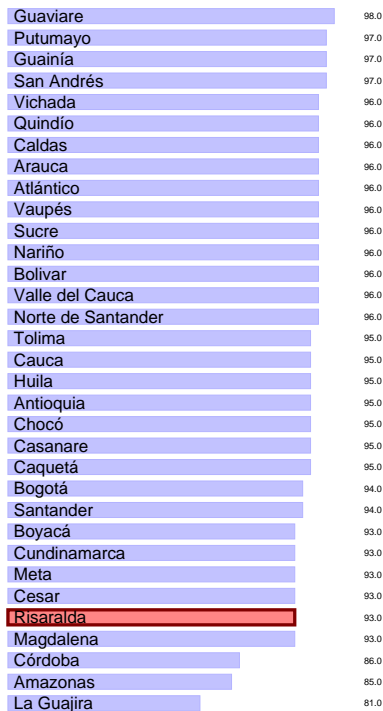 Guaviare 98.0
Putumayo 97.0
Guainía 97.0
San Andrés 97.0
Vichada 96.0
Quindío 96.0
Caldas 96.0
Arauca 96.0
Atlántico 96.0
Vaupés 96.0
Sucre 96.0
Nariño 96.0
Bolivar 96.0
Valle del Cauca 96.0
Norte de Santander 96.0
Tolima 95.0
Cauca 95.0
Huila 95.0
Antioquia 95.0
Chocó 95.0
Casanare 95.0
Caquetá 95.0
Bogotá 94.0
Santander 94.0
Boyacá 93.0
Cundinamarca 93.0
Meta 93.0
Cesar 93.0
Risaralda 93.0
Magdalena 93.0
Córdoba 86.0
Amazonas 85.0
La Guajira 81.0